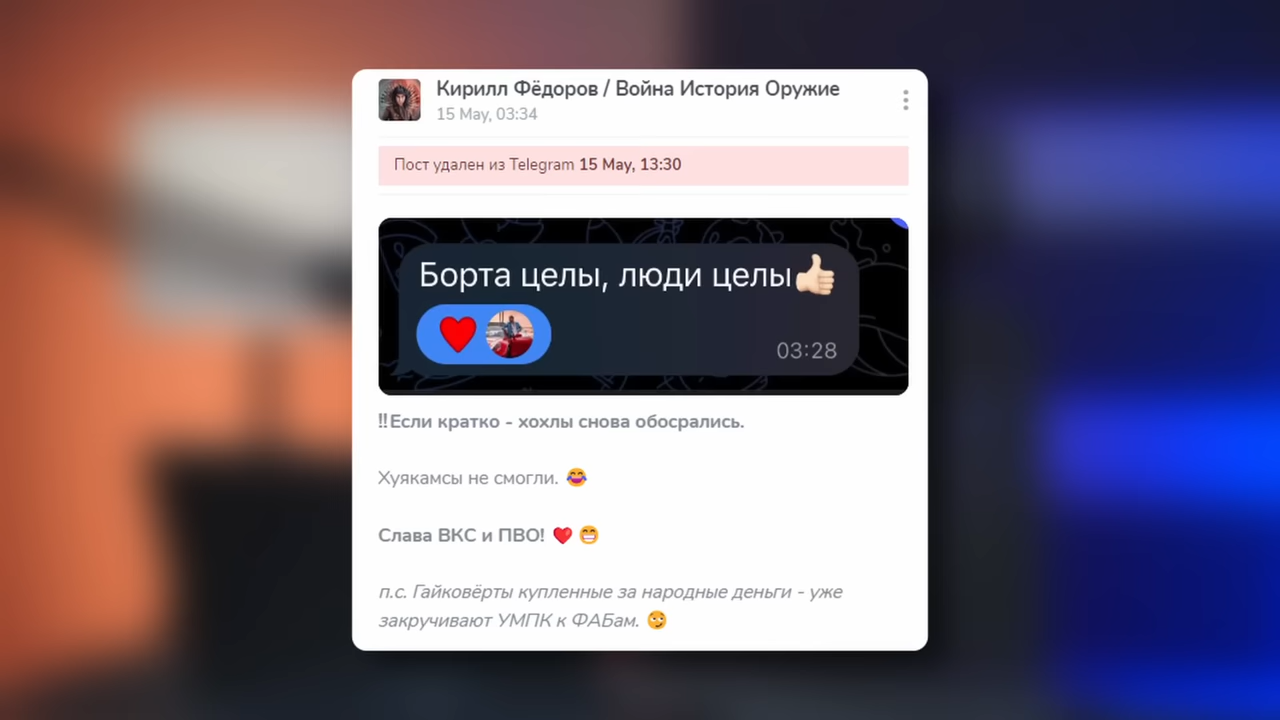 Кирилл Фёдоров / Война История Оружие
15 May, 03:34
Пост удален из Telegram 15 May, 13:30
Борта целы, люди целы👍🏻
❤️
03:28
‼️Если кратко - хохлы снова обосрались.
Хуякамсы не смогли. 😂
Слава ВКС и ПВО! ❤️ 😁
п.с. Гайковёрты купленные за народные деньги - уже
закручивают УМПК к ФАБам. 😏